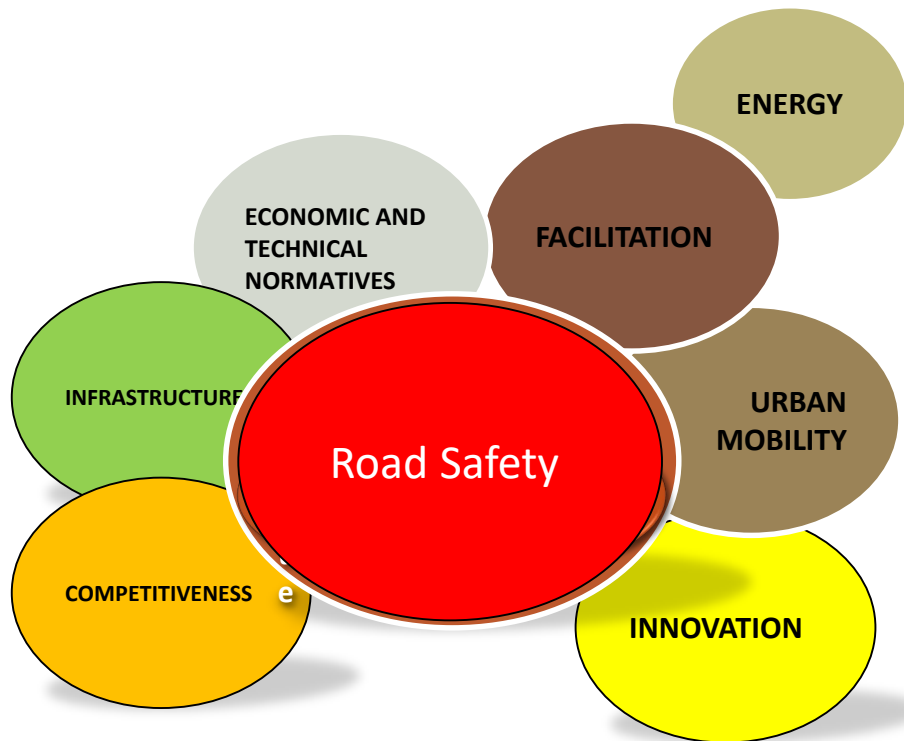 ENERGY
ECONOMIC AND
TECHNICAL
NORMATIVES
FACILITATION
INFRASTRUCTURE
URBAN
MOBILITY
Road Safety
COMPETITIVENESS
e
INNOVATION